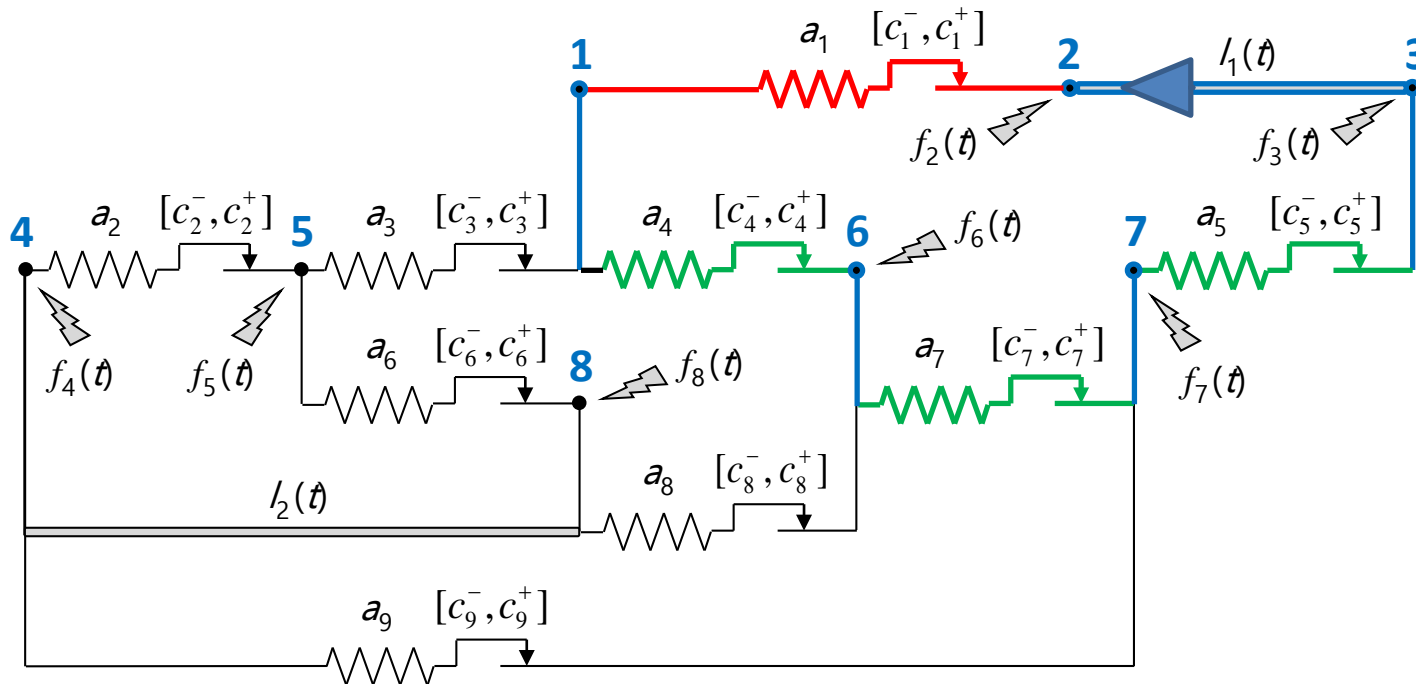 1 a₁ [c₁⁻, c₁⁺] 2 l₁(t) 3
f₂(t) f₃(t)
4 a₂ [c₂⁻, c₂⁺] 5 a₃ [c₃⁻, c₃⁺] a₄ [c₄⁻, c₄⁺] 6 f₆(t) 7 a₅ [c₅⁻, c₅⁺]
f₄(t) f₅(t) a₆ [c₆⁻, c₆⁺] 8 f₈(t) a₇ [c₇⁻, c₇⁺] f₇(t)
l₂(t) a₈ [c₈⁻, c₈⁺]
a₉ [c₉⁻, c₉⁺]